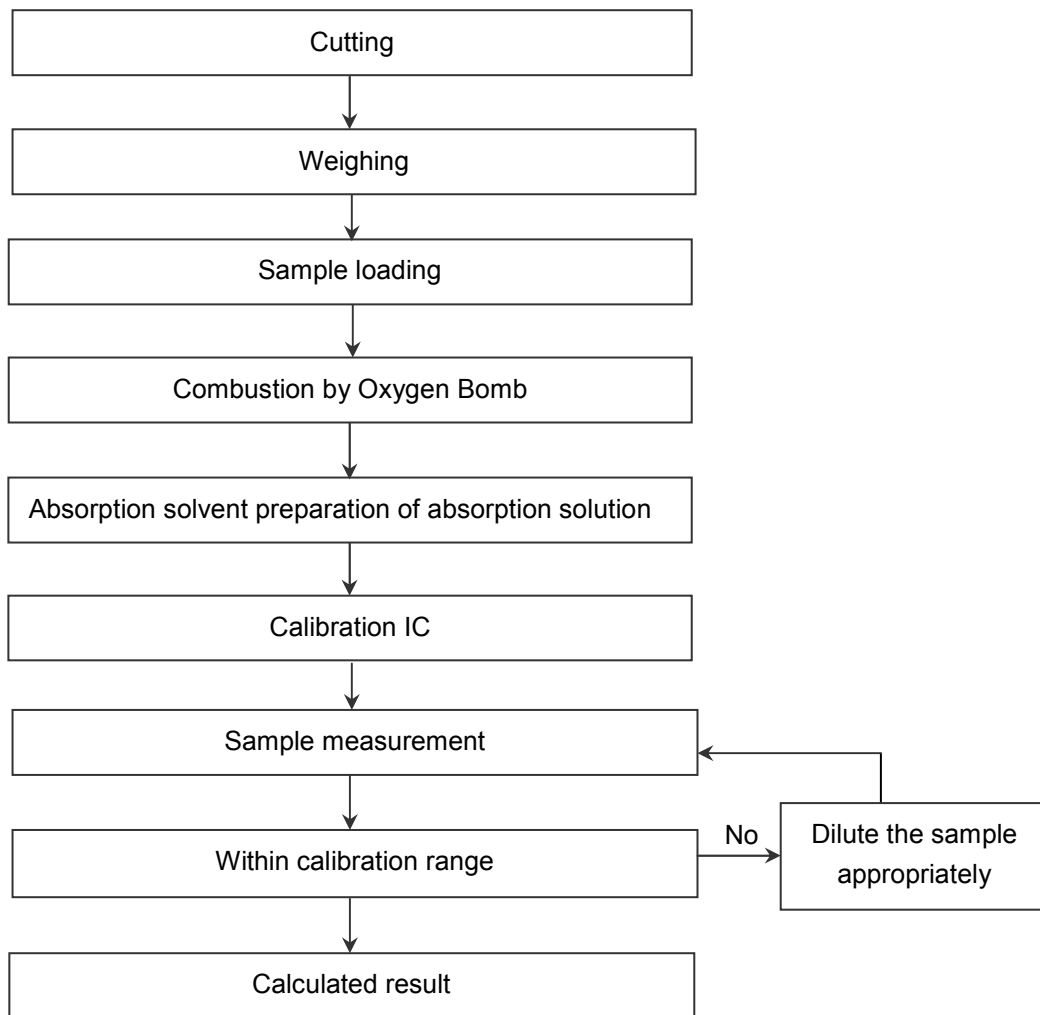 Cutting
Weighing
Sample loading
Combustion by Oxygen Bomb
Absorption solvent preparation of absorption solution
Calibration IC
Sample measurement
Within calibration range
No
Dilute the sample
appropriately
Calculated result